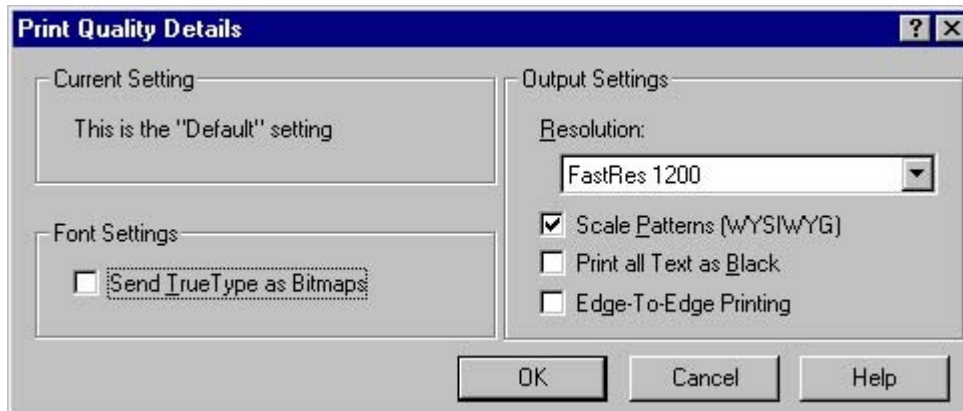 Print Quality Details
Current Setting
This is the "Default" setting
Font Settings
Send TrueType as Bitmaps
Output Settings
Resolution:
FastRes 1200
Scale Patterns (WYSIWYG)
Print all Text as Black
Edge-To-Edge Printing
OK
Cancel
Help